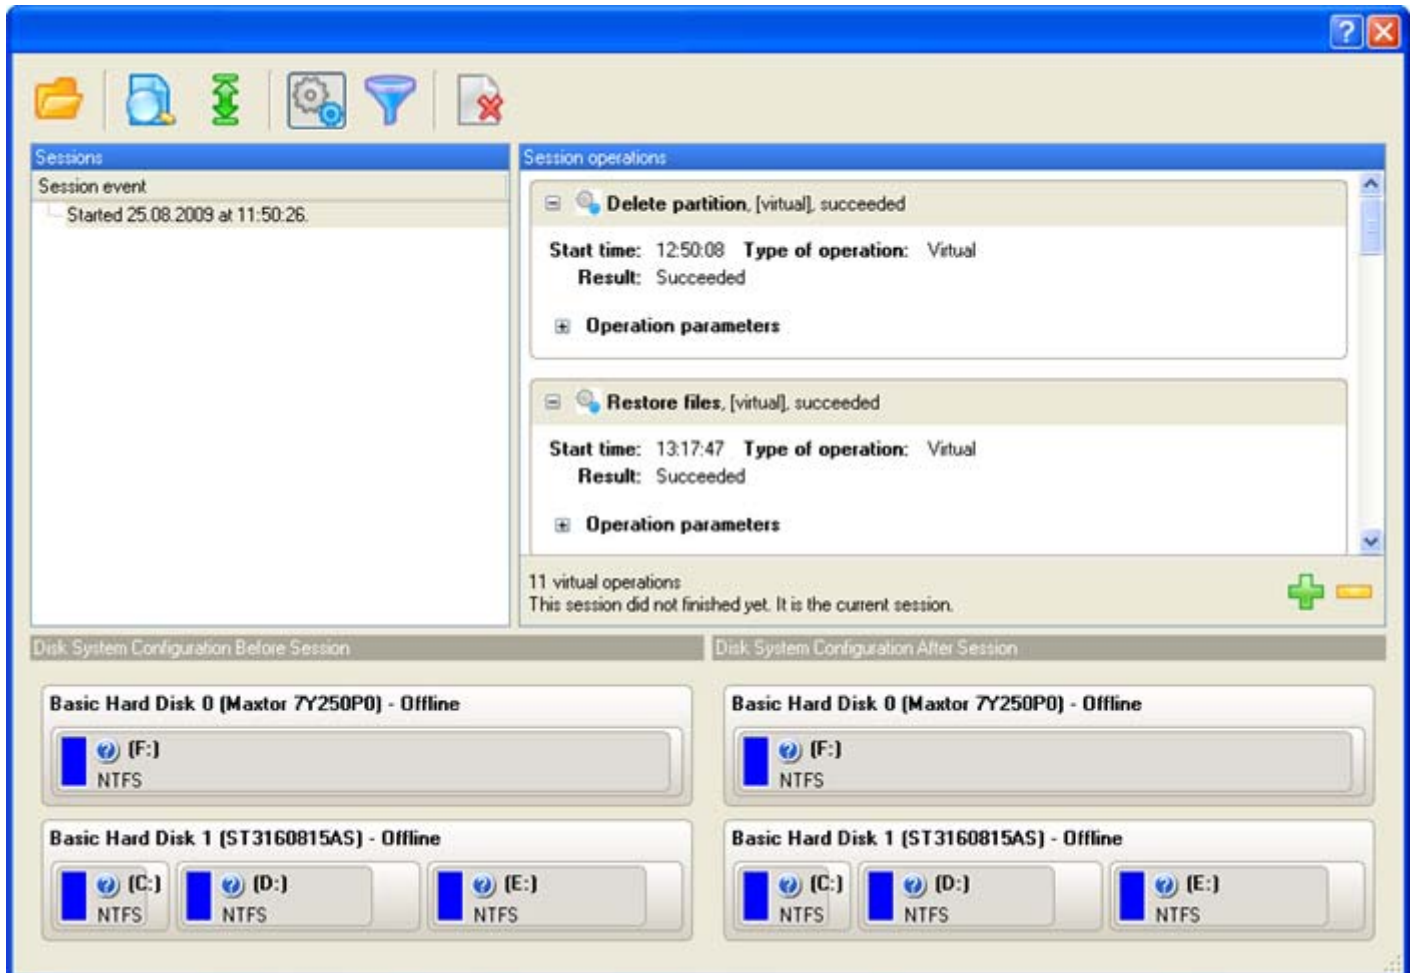 Sessions
Session event
Started 25.08.2009 at 11:50:26.
Session operations
Delete partition, [virtual], succeeded
Start time: 12:50:08 Type of operation: Virtual
Result: Succeeded
Operation parameters
Restore files, [virtual], succeeded
Start time: 13:17:47 Type of operation: Virtual
Result: Succeeded
Operation parameters
11 virtual operations
This session did not finished yet. It is the current session.
Disk System Configuration Before Session
Basic Hard Disk 0 (Maxtor 7Y250P0) - Offline
(F:)
NTFS
Basic Hard Disk 1 (ST3160815AS) - Offline
(C:) (D:) (E:)
NTFS NTFS NTFS
Disk System Configuration After Session
Basic Hard Disk 0 (Maxtor 7Y250P0) - Offline
(F:)
NTFS
Basic Hard Disk 1 (ST3160815AS) - Offline
(C:) (D:) (E:)
NTFS NTFS NTFS